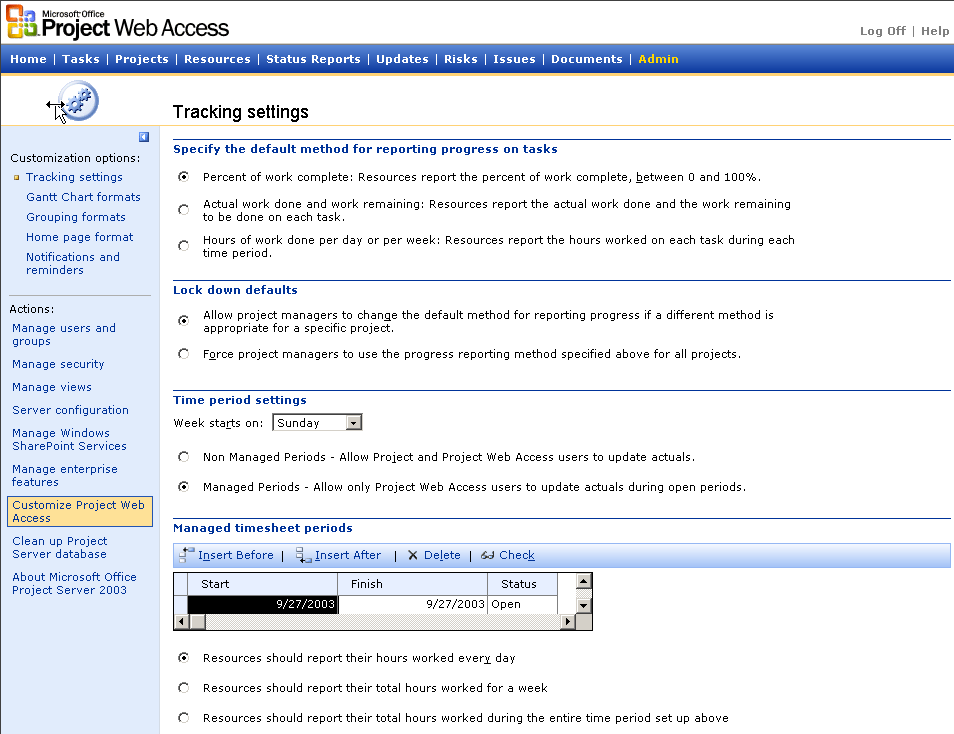 Microsoft Office
Project Web Access
Log Off | Help
Home | Tasks | Projects | Resources | Status Reports | Updates | Risks | Issues | Documents | Admin
Tracking settings
Customization options:
Tracking settings
Gantt Chart formats
Grouping formats
Home page format
Notifications and
reminders
Actions:
Manage users and
groups
Manage security
Manage views
Server configuration
Manage Windows
SharePoint Services
Manage enterprise
features
Customize Project Web
Access
Clean up Project
Server database
About Microsoft Office
Project Server 2003
Specify the default method for reporting progress on tasks
Percent of work complete: Resources report the percent of work complete, between 0 and 100%.
Actual work done and work remaining: Resources report the actual work done and the work remaining
to be done on each task.
Hours of work done per day or per week: Resources report the hours worked on each task during each
time period.
Lock down defaults
Allow project managers to change the default method for reporting progress if a different method is
appropriate for a specific project.
Force project managers to use the progress reporting method specified above for all projects.
Time period settings
Week starts on: Sunday
Non Managed Periods - Allow Project and Project Web Access users to update actuals.
Managed Periods - Allow only Project Web Access users to update actuals during open periods.
Managed timesheet periods
Insert Before | Insert After | Delete | Check
Start Finish Status
9/27/2003 9/27/2003 Open
Resources should report their hours worked every day
Resources should report their total hours worked for a week
Resources should report their total hours worked during the entire time period set up above